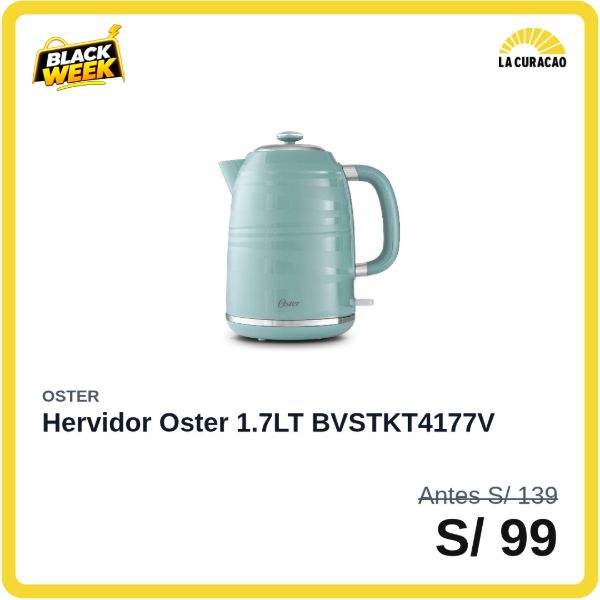 BLACK
WEEK
LA CURACAO
Oster
OSTER
Hervidor Oster 1.7LT BVSTKT4177V
Antes S/ 139
S/ 99